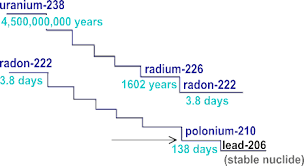 uranium-238
4,500,000,000 years
radon-222
radium-226
3.8 days
1602 years
radon-222
3.8 days
polonium-210
138 days
lead-206
(stable nuclide)